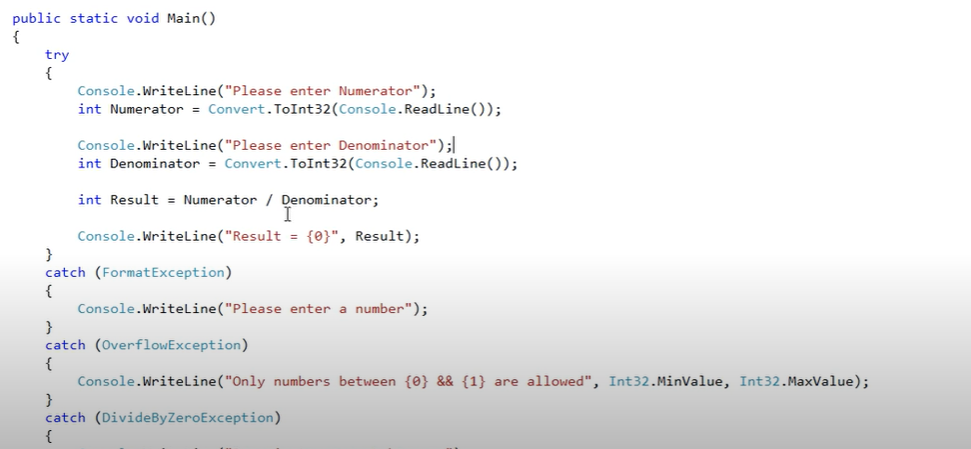 public static void Main()
{
try
{
Console.WriteLine("Please enter Numerator");
int Numerator = Convert.ToInt32(Console.ReadLine());
Console.WriteLine("Please enter Denominator");
int Denominator = Convert.ToInt32(Console.ReadLine());
int Result = Numerator / Denominator;
Console.WriteLine("Result = {0}", Result);
}
catch (FormatException)
{
Console.WriteLine("Please enter a number");
}
catch (OverflowException)
{
Console.WriteLine("Only numbers between {0} && {1} are allowed", Int32.MinValue, Int32.MaxValue);
}
catch (DivideByZeroException)
{